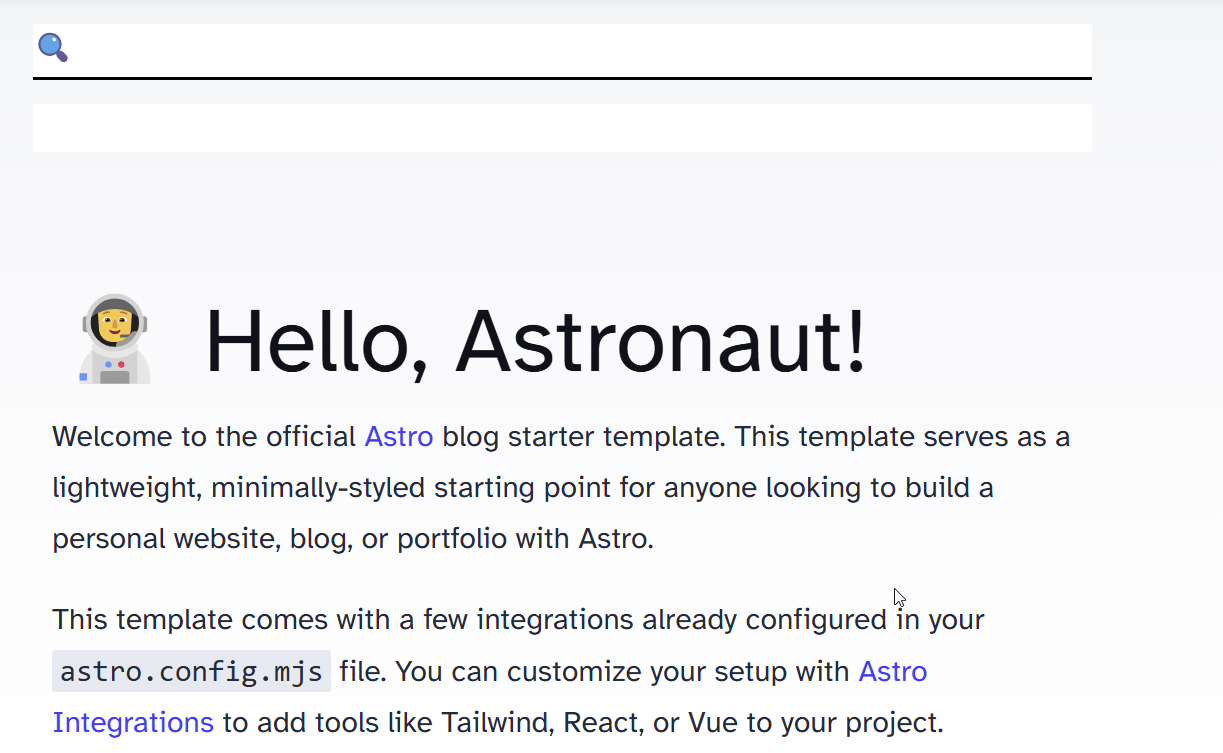 Hello, Astronaut!
Welcome to the official Astro blog starter template. This template serves as a
lightweight, minimally-styled starting point for anyone looking to build a
personal website, blog, or portfolio with Astro.
This template comes with a few integrations already configured in your
astro.config.mjs file. You can customize your setup with Astro
Integrations to add tools like Tailwind, React, or Vue to your project.